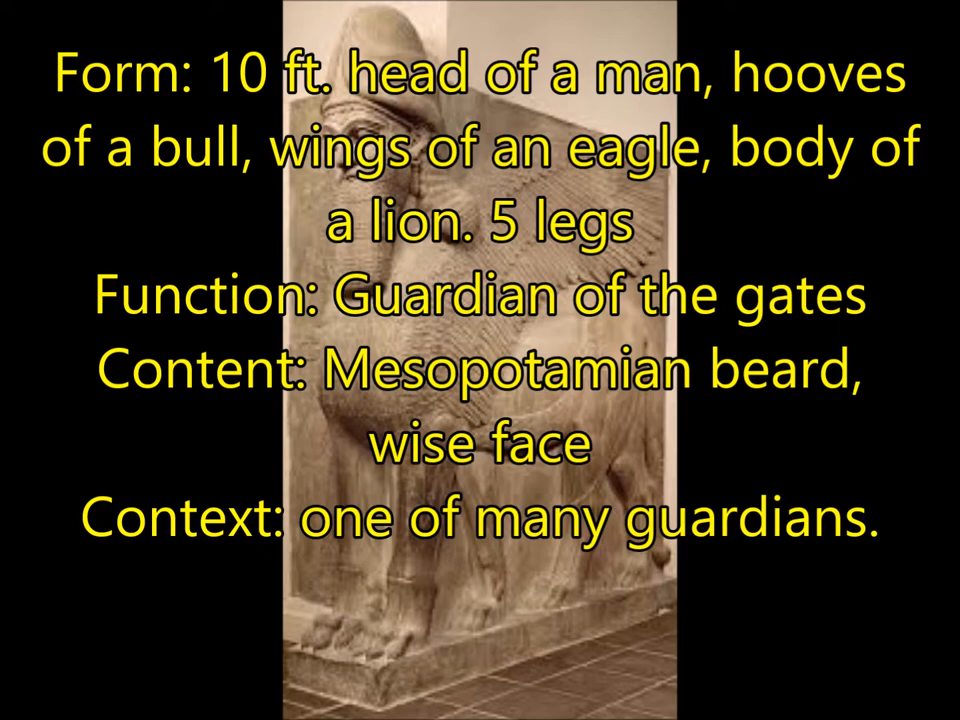 Form: 10 ft. head of a man, hooves
of a bull, wings of an eagle, body of
a lion. 5 legs
Function: Guardian of the gates
Content: Mesopotamian beard,
wise face
Context: one of many guardians.